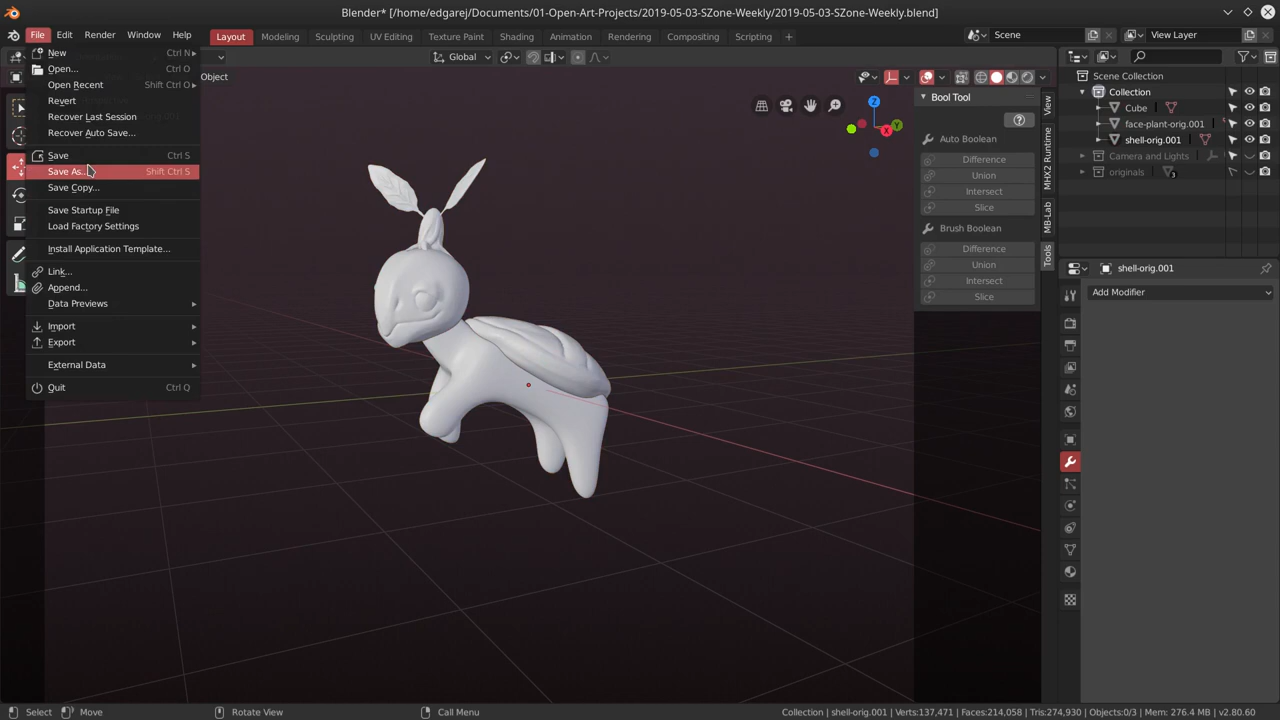 Blender* [/home/edgarej/Documents/01-Open-Art-Projects/2019-05-03-SZone-Weekly/2019-05-03-SZone-Weekly.blend]
File Edit Render Window Help
Layout Modeling Sculpting UV Editing Texture Paint Shading Animation Rendering Compositing Scripting +
Scene
View Layer
Global
Object
New Ctrl N
Open... Ctrl O
Open Recent Shift Ctrl O
Revert
Recover Last Session
Recover Auto Save...
Save Ctrl S
Save As... Shift Ctrl S
Save Copy...
Save Startup File
Load Factory Settings
Install Application Template...
Link...
Append...
Data Previews
Import
Export
External Data
Quit Ctrl Q
Z
Y
X
Bool Tool
Auto Boolean
Difference
Union
Intersect
Slice
Brush Boolean
Difference
Union
Intersect
Slice
View
MHX2 Runtime
MB-Lab
Tools
Scene Collection
Collection
Cube
face-plant-orig.001
shell-orig.001
Camera and Lights
originals 3
shell-orig.001
Add Modifier
Select Move Rotate View Call Menu
Collection | shell-orig.001 | Verts:137,471 | Faces:214,058 | Tris:274,930 | Objects:0/3 | Mem: 276.4 MB | v2.80.60